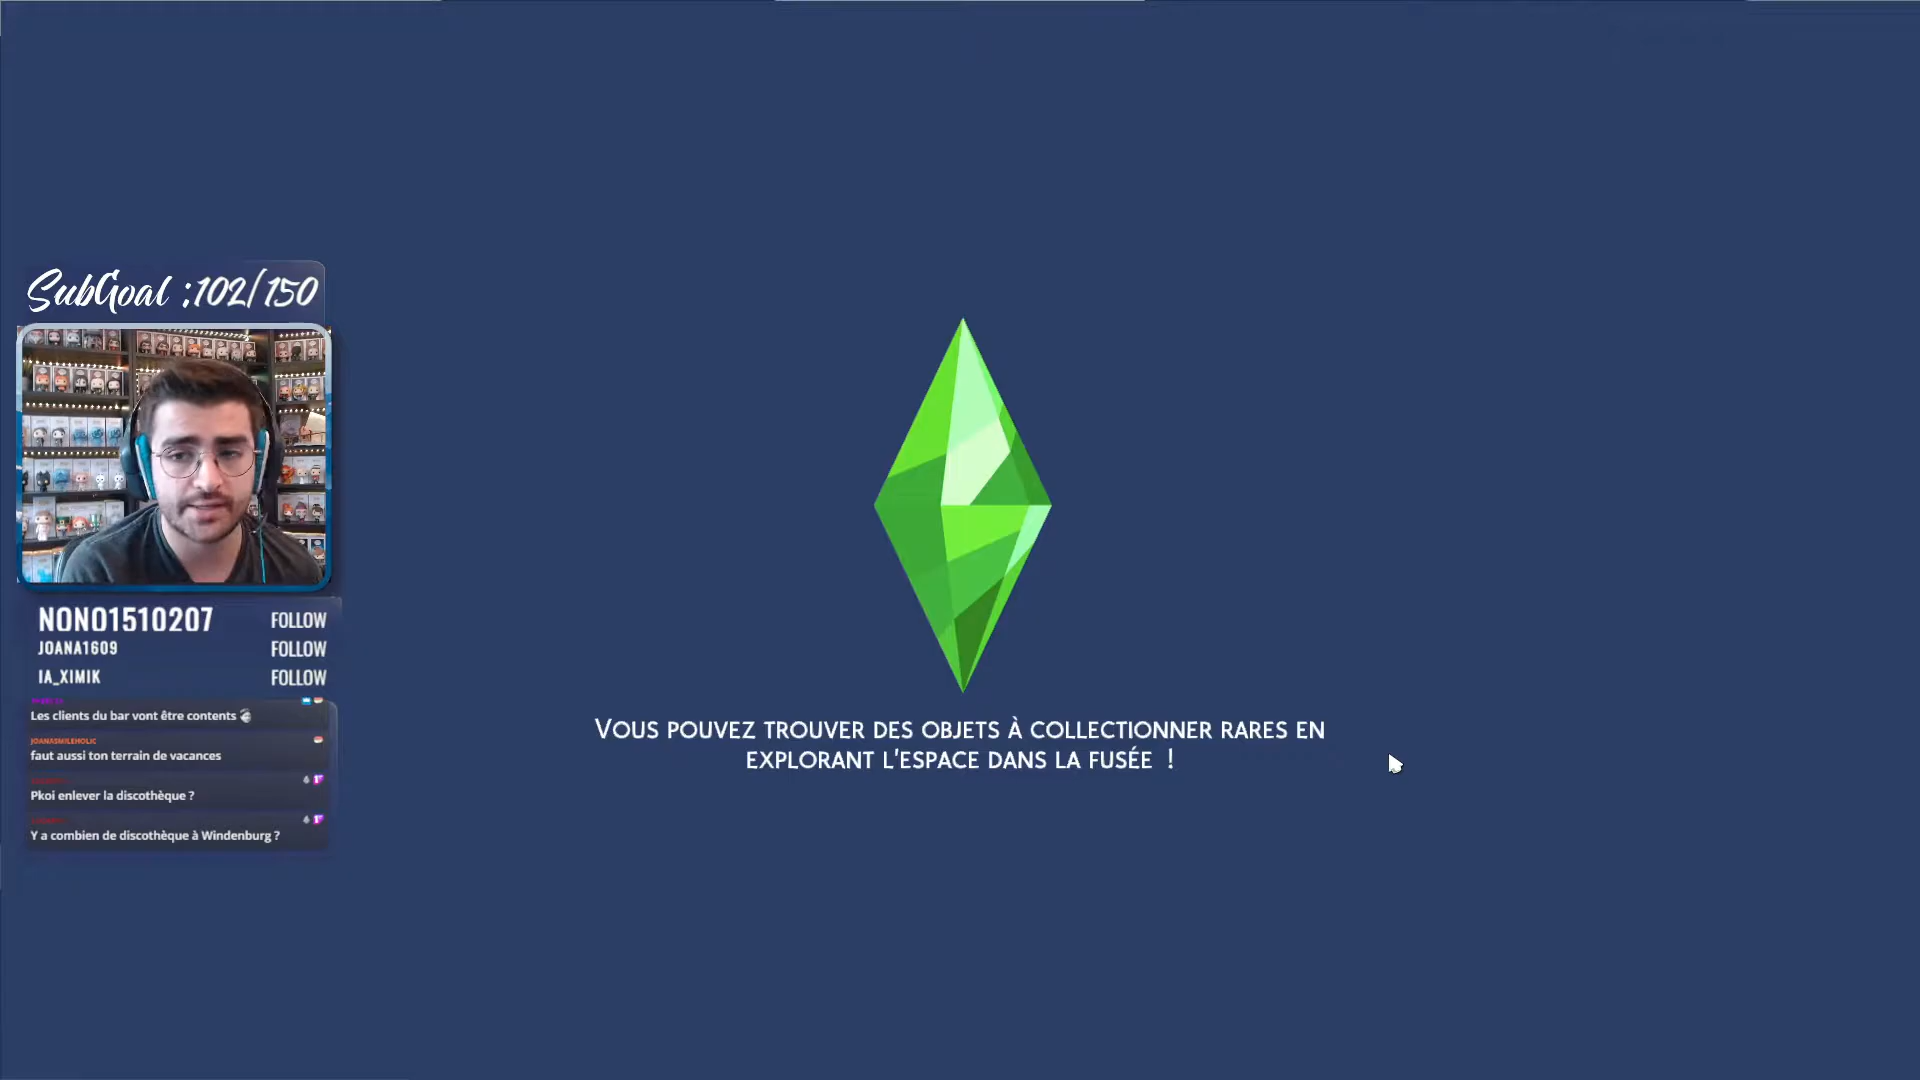 SubGoal :102/150
NONO1510207 FOLLOW
JOANA1609 FOLLOW
IA_XIMIK FOLLOW
Les clients du bar vont être contents
JOANASMILEHOLIC
faut aussi ton terrain de vacances
Pkoi enlever la discothèque ?
Y a combien de discothèque à Windenburg ?
VOUS POUVEZ TROUVER DES OBJETS À COLLECTIONNER RARES EN
EXPLORANT L'ESPACE DANS LA FUSÉE !